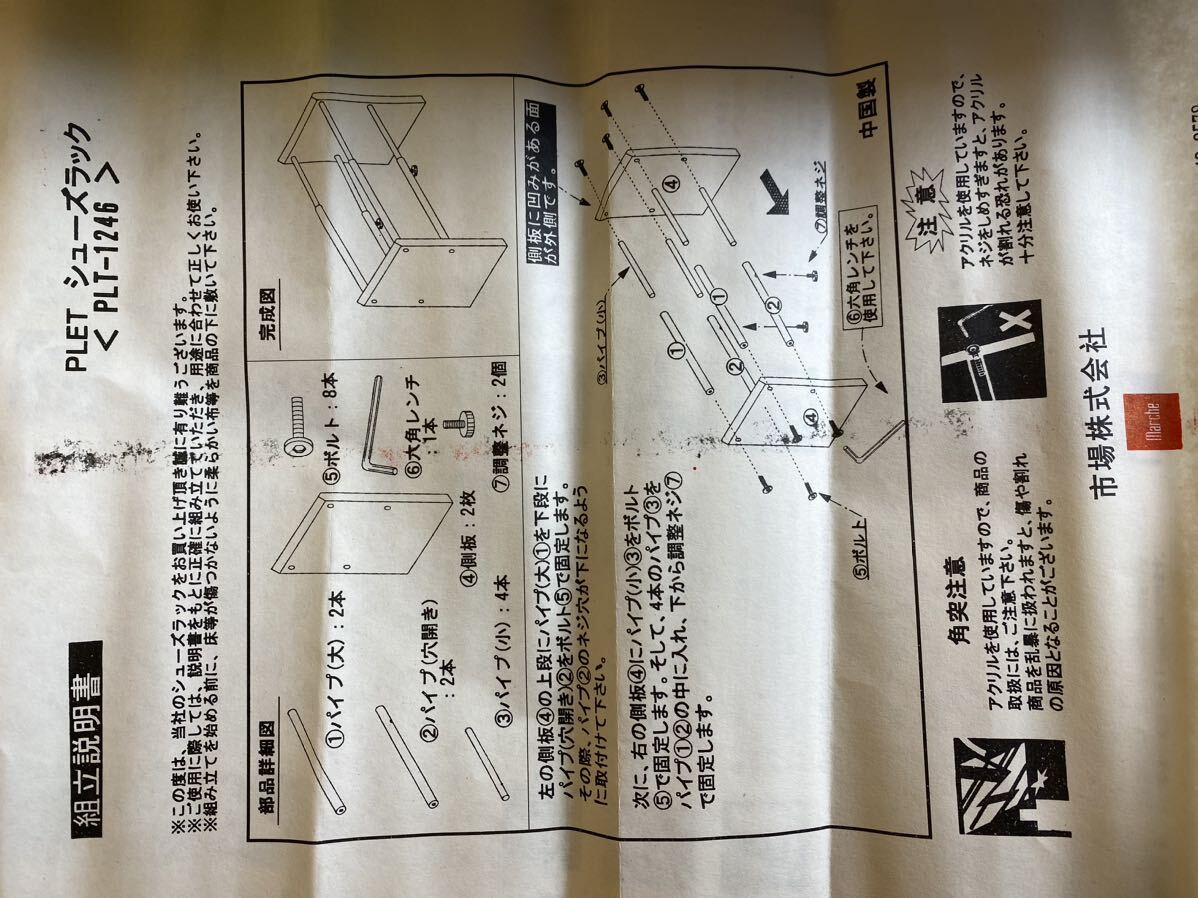 組立説明書
PLET シューズラック
< PLT-1246 >
※この度は、当社のシューズラックをお買い上げ頂き誠に有り難うございます。
※ご使用に際しては、説明書をもとに正確に組み立てていただき、用途に合わせて正しくお使い下さい。
※組み立てを始める前に、床等が傷つかないように柔らかい布等を商品の下に敷いて下さい。
部品詳細図
①パイプ(大):2本
②パイプ(穴開き)
:2本
③パイプ(小):4本
④側板:2枚
⑤ボルト:8本
⑥六角レンチ
:1本
⑦調整ネジ:2個
完成図
左の側板④の上段にパイプ(大)①を下段に
パイプ(穴開き)②をボルト⑤で固定します。
その際、パイプ②のネジ穴が下になるよう
に取付けて下さい。
側板に凹みがある面
が外側です。
次に、右の側板④にパイプ(小)③をボルト
⑤で固定します。そして、4本のパイプ③を
パイプ①②の中に入れ、下から調整ネジ⑦
で固定します。
③パイプ(小)
④
①
②
①
②
④
⑦調整ネジ
⑥六角レンチを
使用して下さい。
⑤ボルト
中国製
角突注意
アクリルを使用していますので、商品の
取扱には、ご注意下さい。
商品を乱暴に扱われますと、傷や割れ
の原因となることがございます。
X
注意
アクリルを使用していますので、
ネジをしめすぎますと、アクリル
が割れる恐れがあります。
十分注意して下さい。
市場株式会社
Marche